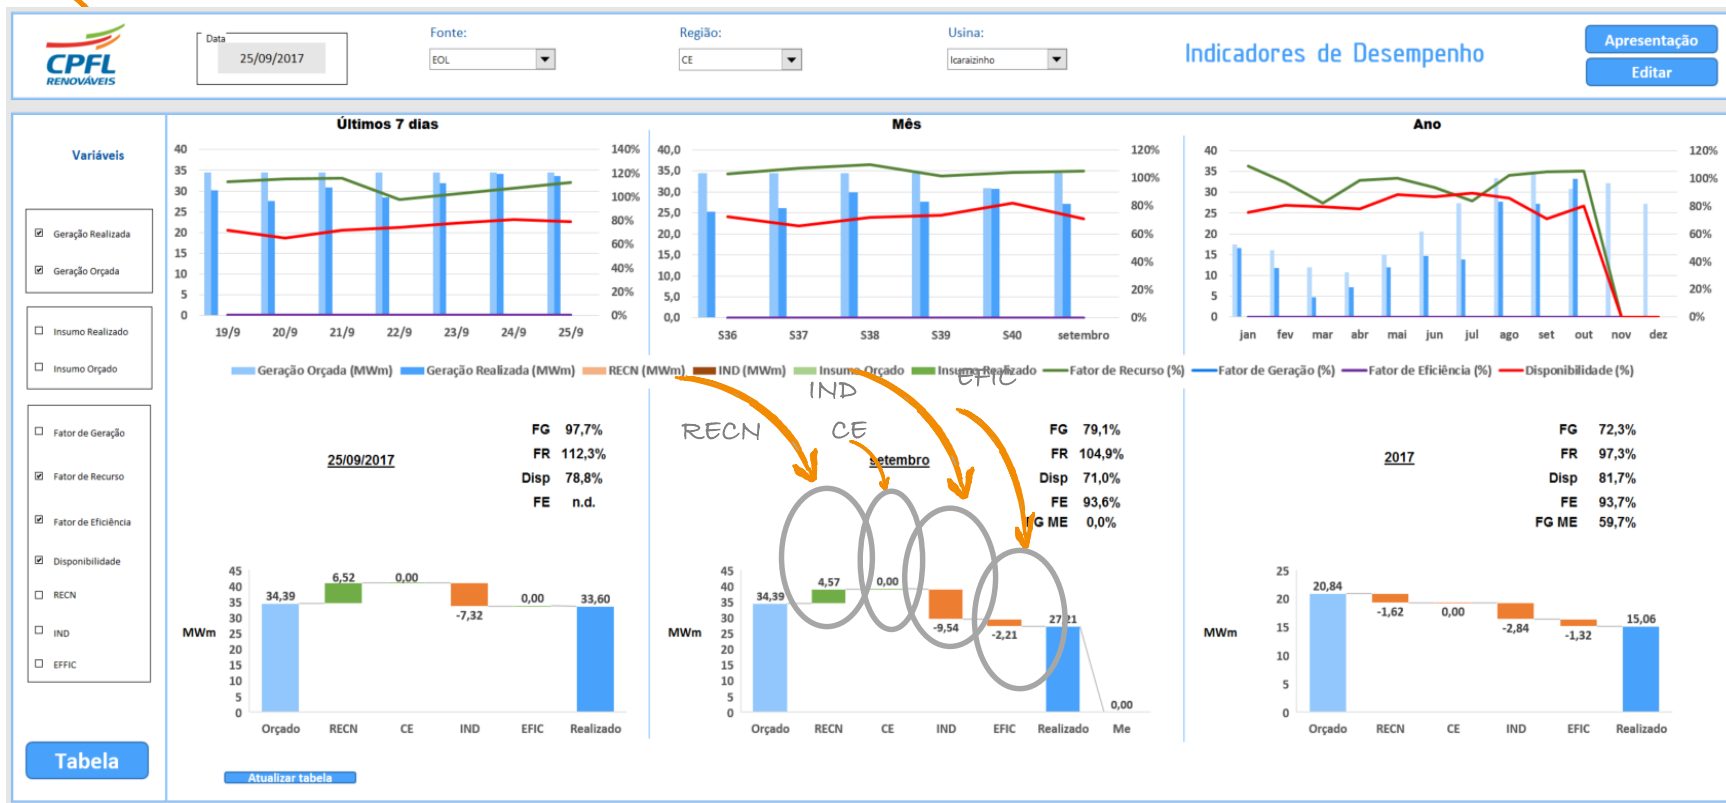 CPFL
RENOVÁVEIS
Data
25/09/2017
Fonte:
EOL
Região:
CE
Usina:
Icaraizinho
Indicadores de Desempenho
Apresentação
Editar
Variáveis
Geração Realizada
Geração Orçada
Insumo Realizado
Insumo Orçado
Fator de Geração
Fator de Recurso
Fator de Eficiência
Disponibilidade
RECN
IND
EFFIC
Tabela
Últimos 7 dias
40
35
30
25
20
15
10
5
0
140%
120%
100%
80%
60%
40%
20%
0%
19/9 20/9 21/9 22/9 23/9 24/9 25/9
Mês
40,0
35,0
30,0
25,0
20,0
15,0
10,0
5,0
0,0
120%
100%
80%
60%
40%
20%
0%
S36 S37 S38 S39 S40 setembro
Ano
40
35
30
25
20
15
10
5
0
120%
100%
80%
60%
40%
20%
0%
jan fev mar abr mai jun jul ago set out nov dez
Geração Orçada (MWm) Geração Realizada (MWm) RECN (MWm) IND (MWm) Insumo Orçado Insumo Realizado Fator de Recurso (%) Fator de Geração (%) Fator de Eficiência (%) Disponibilidade (%)
RECN
CE
IND
EFIC
25/09/2017
FG 97,7%
FR 112,3%
Disp 78,8%
FE n.d.
MWm
45
40
35
30
25
20
15
10
5
0
34,39
6,52
0,00
-7,32
0,00
33,60
Orçado RECN CE IND EFIC Realizado
setembro
FG 79,1%
FR 104,9%
Disp 71,0%
FE 93,6%
FG ME 0,0%
MWm
45
40
35
30
25
20
15
10
5
0
34,39
4,57
0,00
-9,54
-2,21
27,21
0,00
Orçado RECN CE IND EFIC Realizado Me
2017
FG 72,3%
FR 97,3%
Disp 81,7%
FE 93,7%
FG ME 59,7%
MWm
25
20
15
10
5
0
20,84
-1,62
0,00
-2,84
-1,32
15,06
Orçado RECN CE IND EFIC Realizado
Atualizar tabela